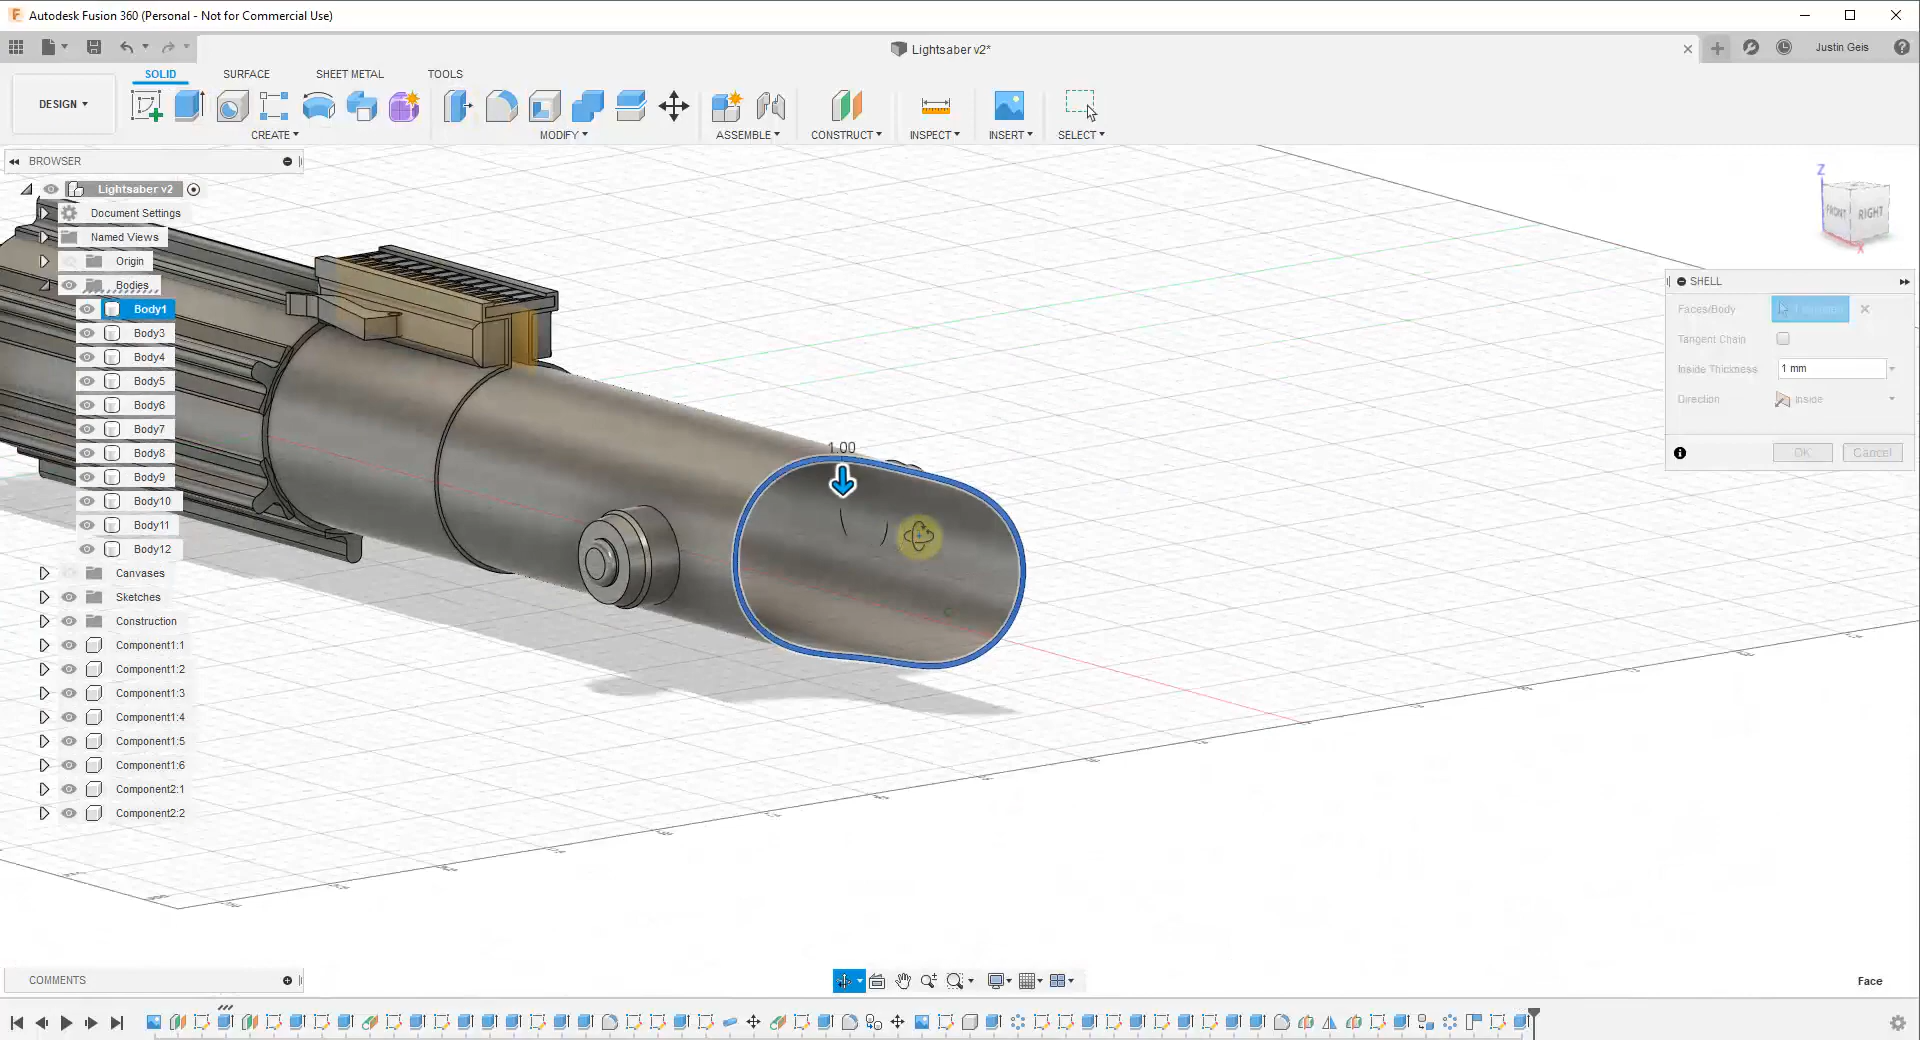 Autodesk Fusion 360 (Personal - Not for Commercial Use)
Lightsaber v2*
Justin Geis
DESIGN
SOLID
SURFACE
SHEET METAL
TOOLS
CREATE
MODIFY
ASSEMBLE
CONSTRUCT
INSPECT
INSERT
SELECT
BROWSER
Lightsaber v2
Document Settings
Named Views
Origin
Bodies
Body1
Body3
Body4
Body5
Body6
Body7
Body8
Body9
Body10
Body11
Body12
Canvases
Sketches
Construction
Component1:1
Component1:2
Component1:3
Component1:4
Component1:5
Component1:6
Component2:1
Component2:2
1.00
Z
FRONT
RIGHT
X
SHELL
Faces/Body
Tangent Chain
Inside Thickness
1 mm
Direction
Inside
OK
Cancel
COMMENTS
Face